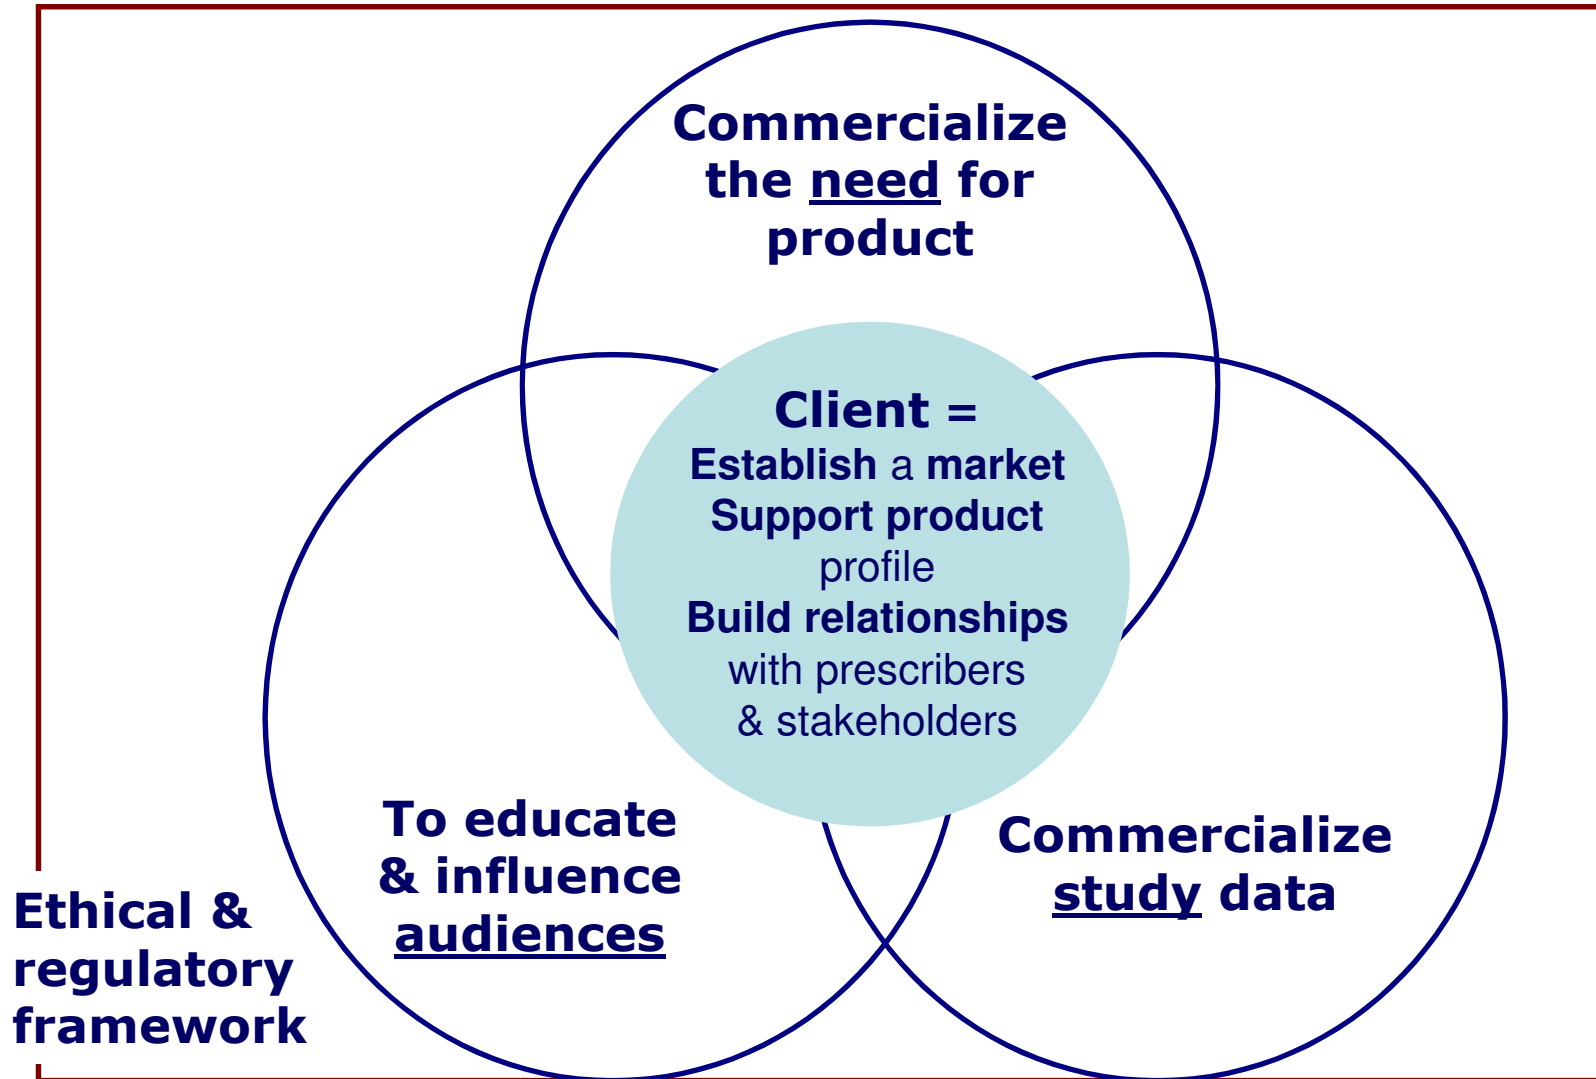 Commercialize
the need for
product
Client =
Establish a market
Support product
profile
Build relationships
with prescribers
& stakeholders
To educate
& influence
audiences
Commercialize
study data
Ethical &
regulatory
framework